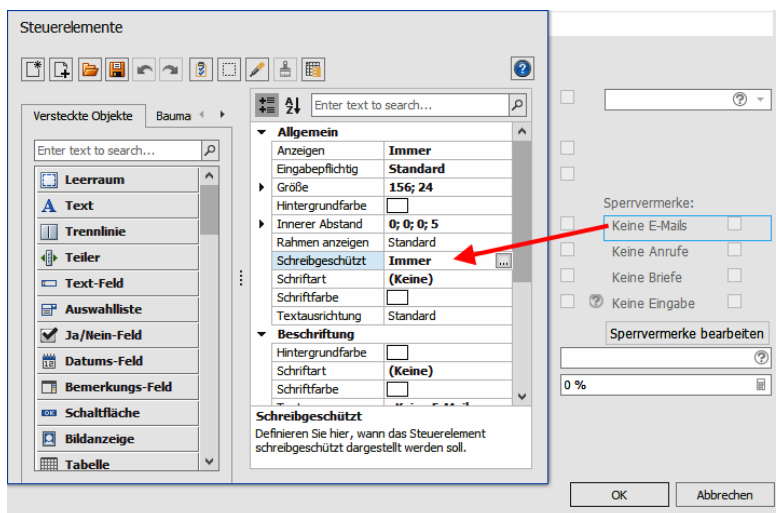 Steuerelemente
Versteckte Objekte
Bauma
Enter text to search...
Leerraum
Text
Trennlinie
Teiler
Text-Feld
Auswahlliste
Ja/Nein-Feld
Datums-Feld
Bemerkungs-Feld
Schaltfläche
Bildanzeige
Tabelle
Enter text to search...
Allgemein
Anzeigen Immer
Eingabepflichtig Standard
Größe 156; 24
Hintergrundfarbe
Innerer Abstand 0; 0; 0; 5
Rahmen anzeigen Standard
Schreibgeschützt Immer ...
Schriftart (Keine)
Schriftfarbe
Textausrichtung Standard
Beschriftung
Hintergrundfarbe
Schriftart (Keine)
Schriftfarbe
Schreibgeschützt
Definieren Sie hier, wann das Steuerelement
schreibgeschützt dargestellt werden soll.
Sperrvermerke:
Keine E-Mails
Keine Anrufe
Keine Briefe
Keine Eingabe
Sperrvermerke bearbeiten
0 %
OK
Abbrechen